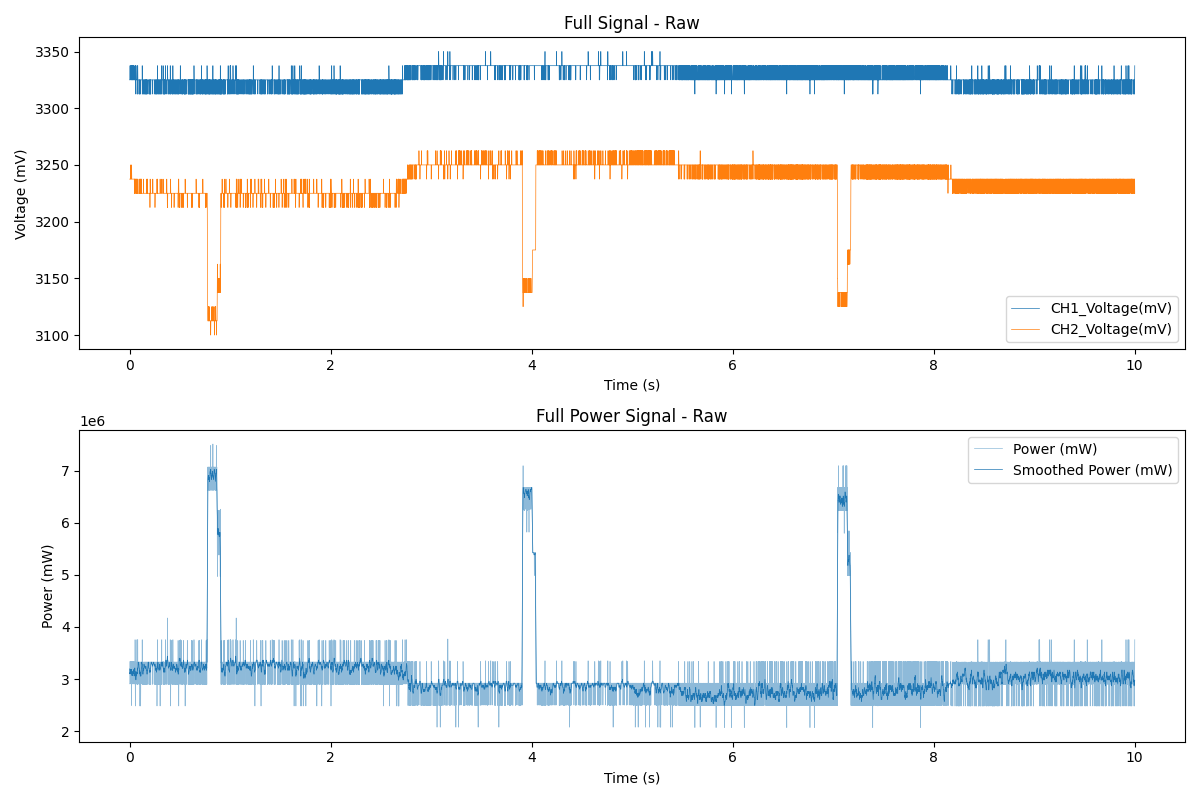 Full Signal - Raw
Voltage (mV)
3350
3300
3250
3200
3150
3100
CH1_Voltage(mV)
CH2_Voltage(mV)
0 2 4 6 8 10
Time (s)
Full Power Signal - Raw
1e6
Power (mW)
7
6
5
4
3
2
Power (mW)
Smoothed Power (mW)
0 2 4 6 8 10
Time (s)